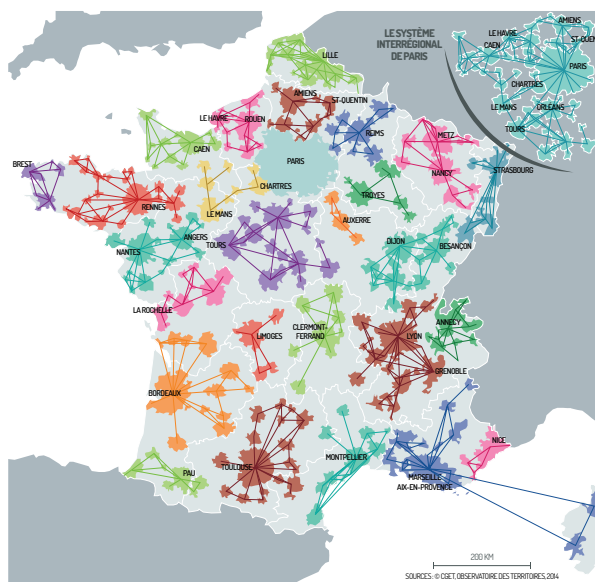 LE SYSTÈME
INTERRÉGIONAL
DE PARIS
AMIENS
LE HAVRE
ST-QUEN
CAEN
PARIS
CHARTRES
LE MANS
ORLÉANS
TOURS
LILLE
AMIENS
ST-QUENTIN
LE HAVRE
ROUEN
REIMS
CAEN
METZ
BREST
PARIS
NANCY
STRASBOURG
CHARTRES
TROYES
RENNES
LE MANS
AUXERRE
ANGERS
TOURS
DIJON
NANTES
BESANÇON
LA ROCHELLE
ANNECY
CLERMONT-
FERRAND
LIMOGES
LYON
GRENOBLE
BORDEAUX
NICE
MONTPELLIER
TOULOUSE
PAU
MARSEILLE
AIX-EN-PROVENCE
200 KM
SOURCES : © CGET, OBSERVATOIRE DES TERRITOIRES, 2014